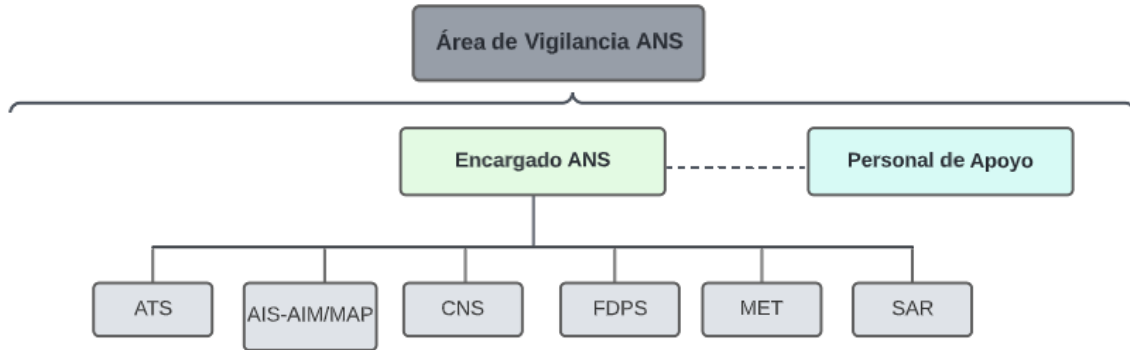 Área de Vigilancia ANS
Encargado ANS
Personal de Apoyo
ATS
AIS-AIM/MAP
CNS
FDPS
MET
SAR